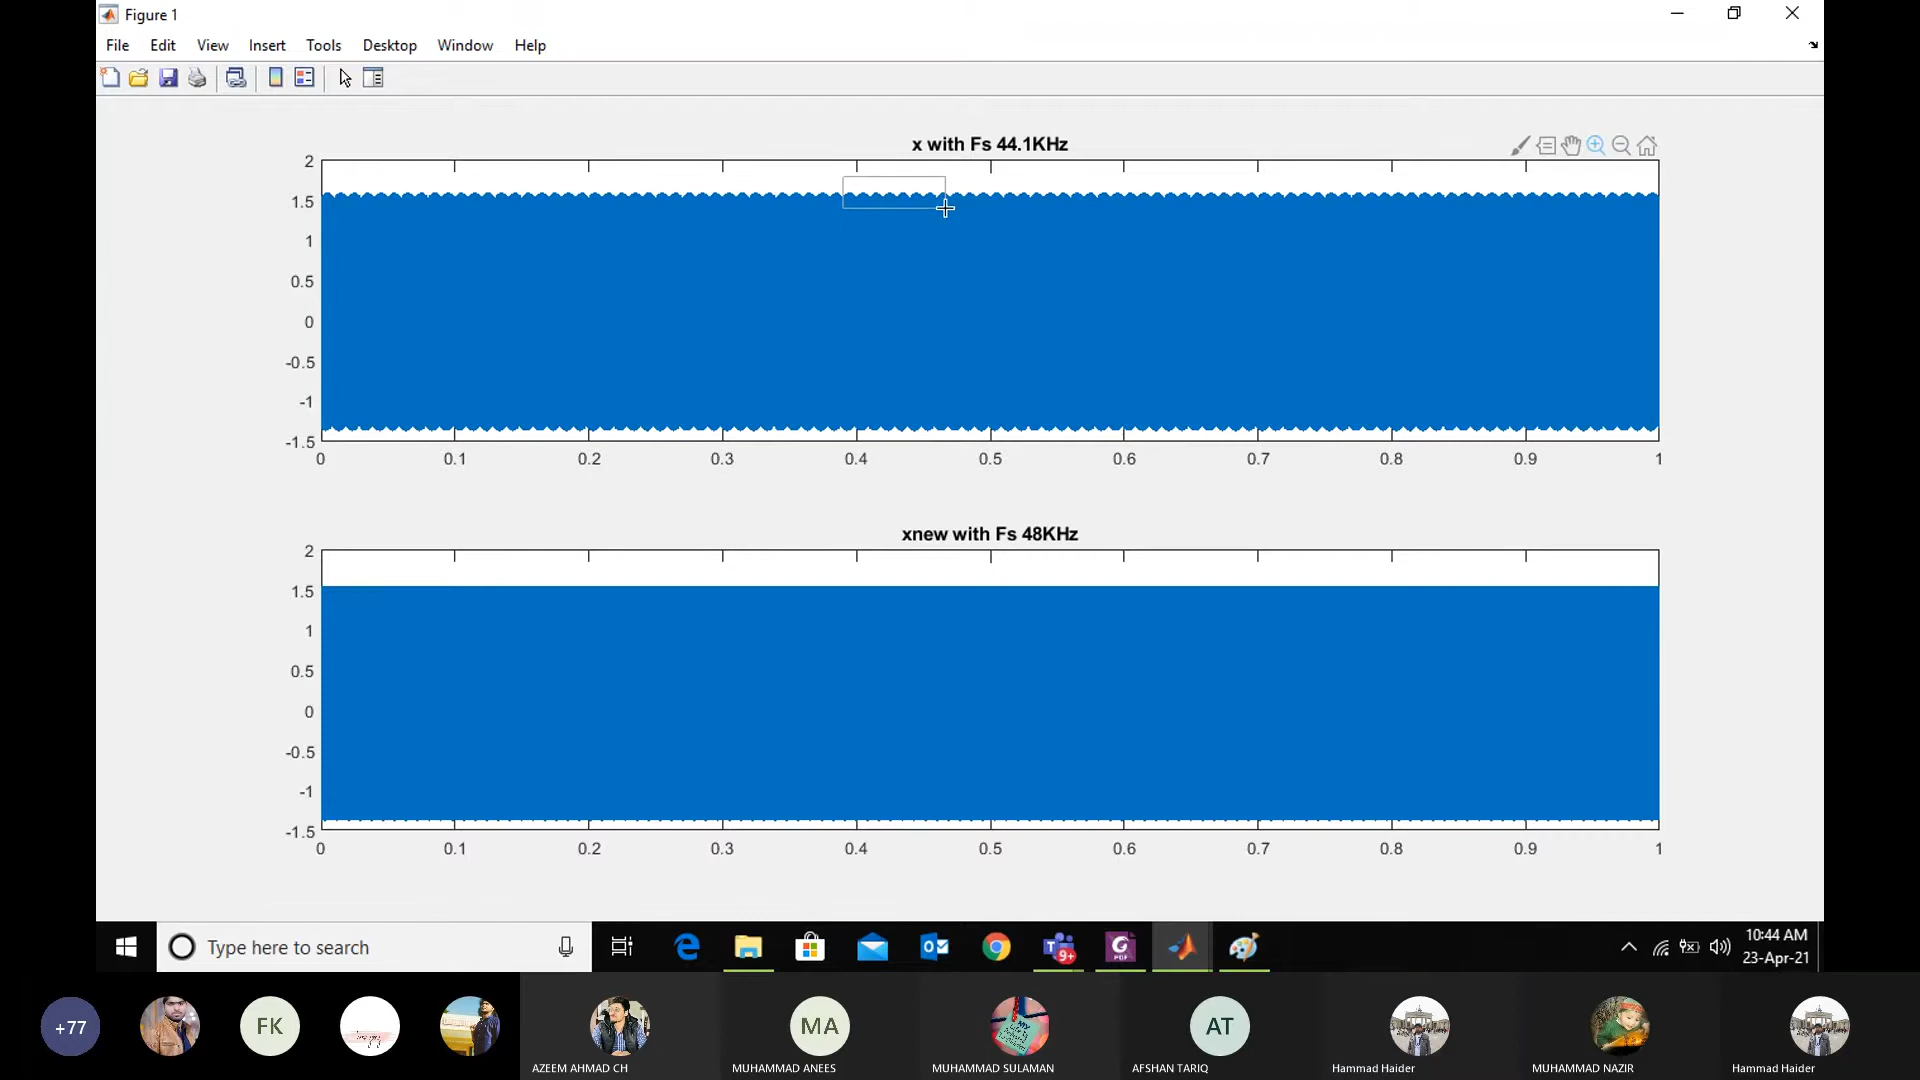 Figure 1
File Edit View Insert Tools Desktop Window Help
x with Fs 44.1KHz
2
1.5
1
0.5
0
-0.5
-1
-1.5
0 0.1 0.2 0.3 0.4 0.5 0.6 0.7 0.8 0.9 1
xnew with Fs 48KHz
2
1.5
1
0.5
0
-0.5
-1
-1.5
0 0.1 0.2 0.3 0.4 0.5 0.6 0.7 0.8 0.9 1
Type here to search
9+
PDF
10:44 AM
23-Apr-21
+77
FK
MA
MY
AT
AZEEM AHMAD CH
MUHAMMAD ANEES
MUHAMMAD SULAMAN
AFSHAN TARIQ
Hammad Haider
MUHAMMAD NAZIR
Hammad Haider